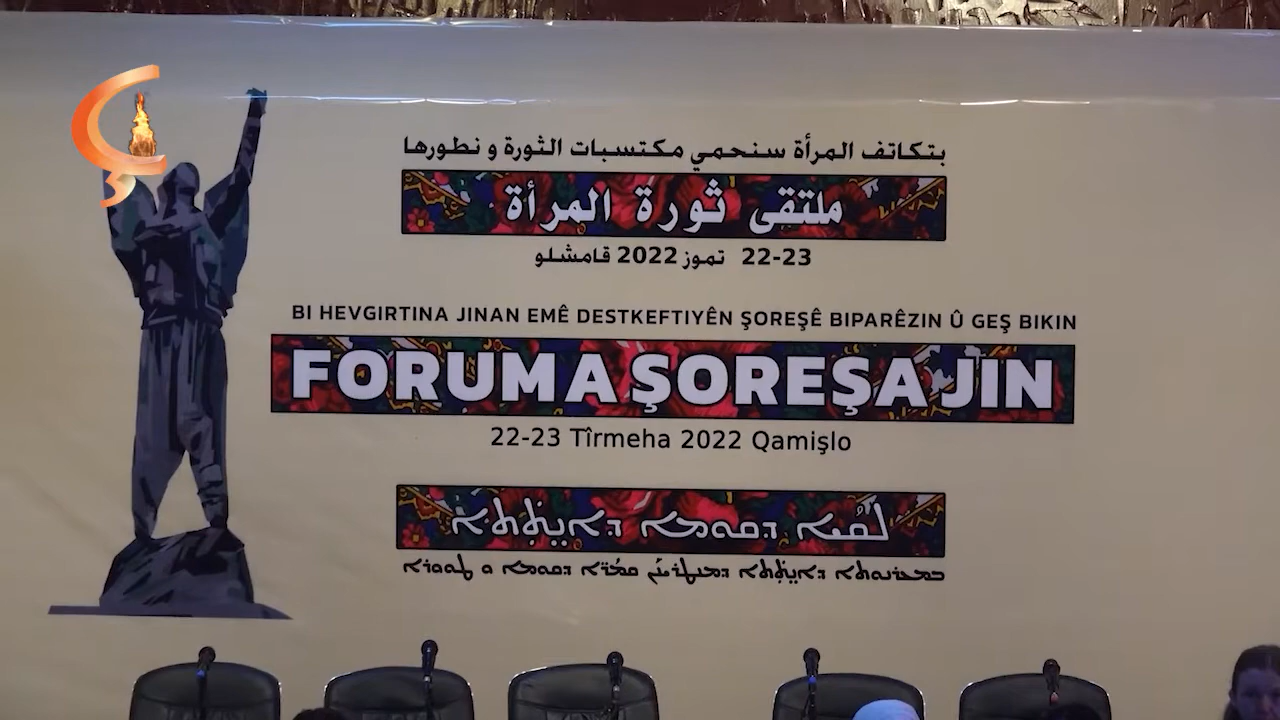 بتكاتف المرأة سنحمي مكتسبات الثورة و نطورها
ملتقى ثورة المرأة
22-23 تموز 2022 قامشلو
BI HEVGIRTINA JINAN EMÊ DESTKEFTIYÊN ŞOREŞÊ BIPARÊZIN Û GEŞ BIKIN
FORUMA ŞOREŞA JIN
22-23 Tîrmeha 2022 Qamişlo